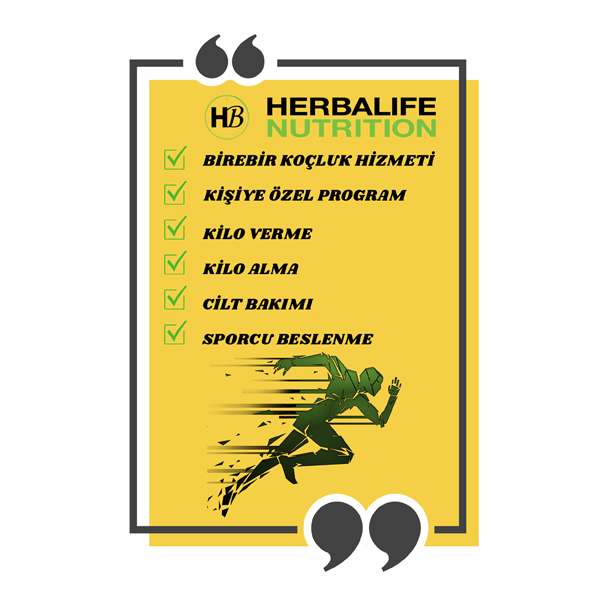 HB
HERBALIFE
NUTRITION
BİREBİR KOÇLUK HİZMETİ
KİŞİYE ÖZEL PROGRAM
KİLO VERME
KİLO ALMA
CİLT BAKIMI
SPORCU BESLENME